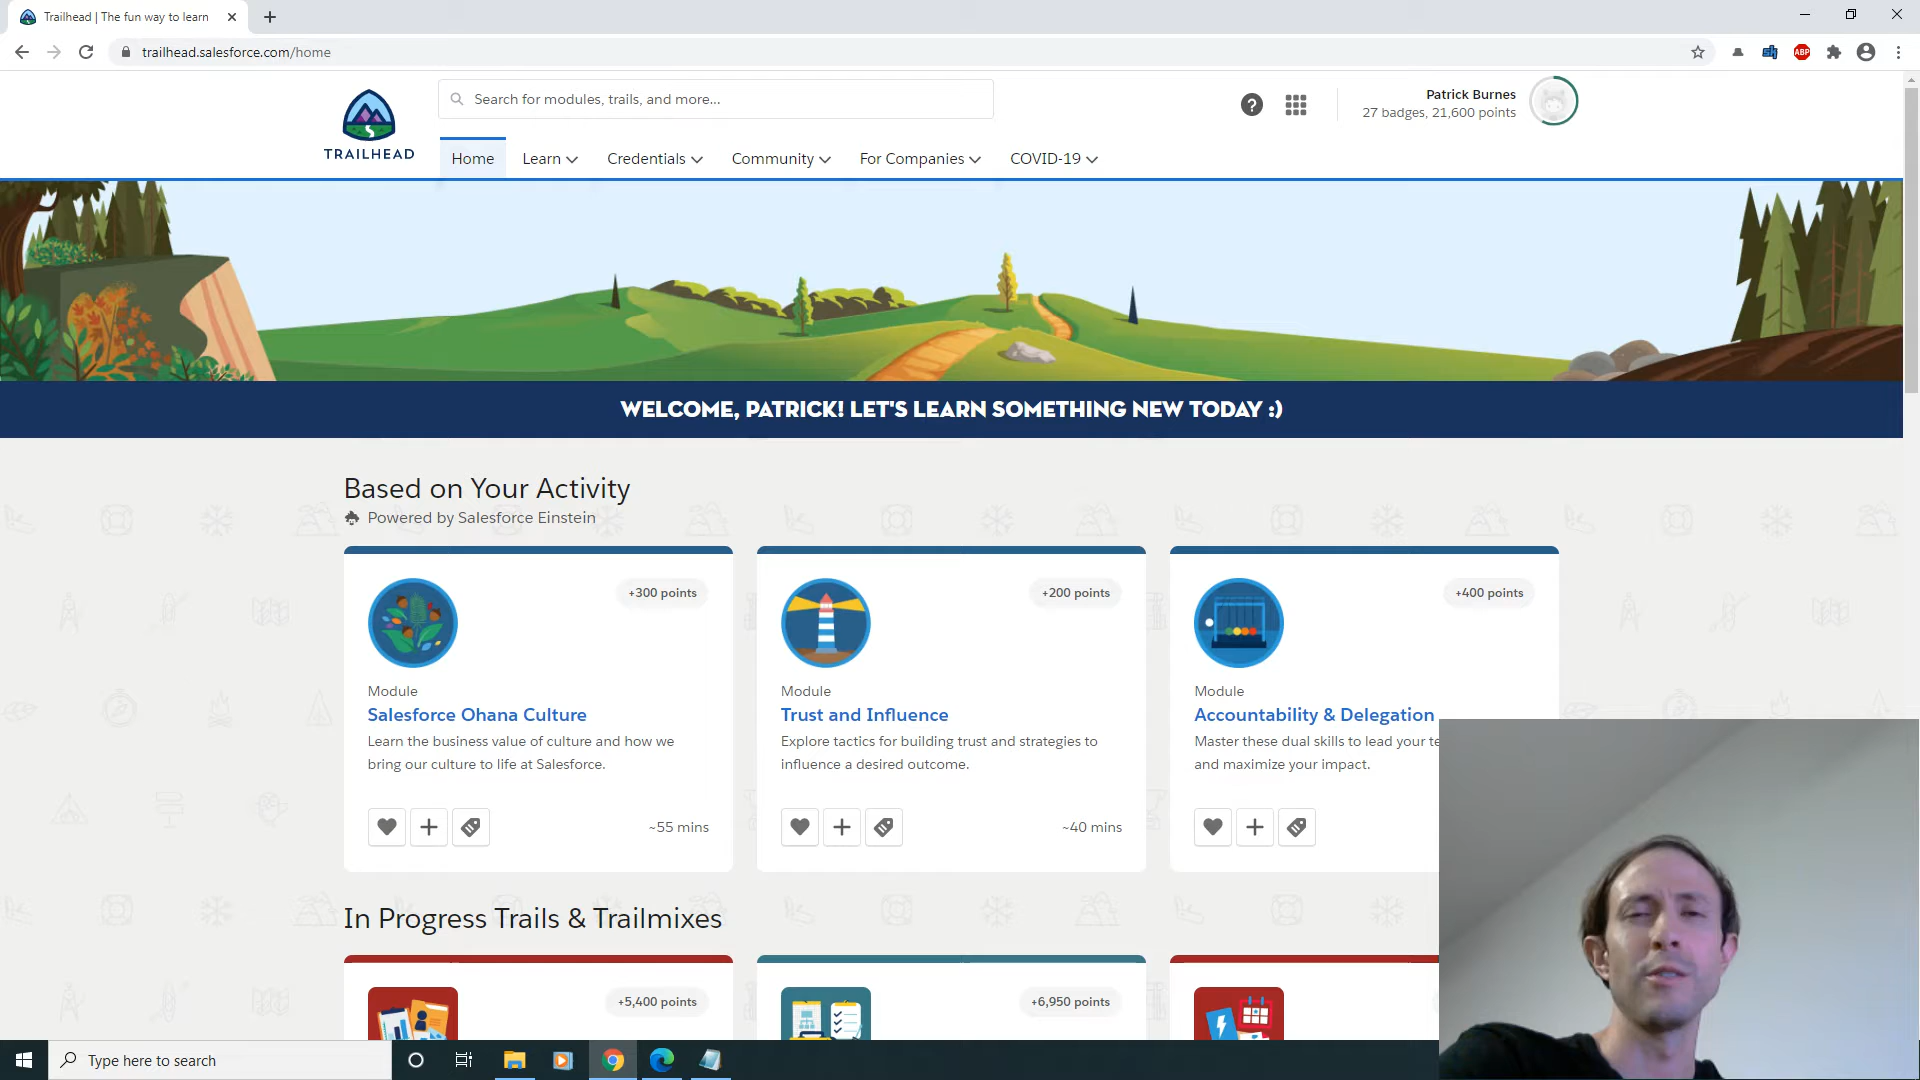 Trailhead | The fun way to learn
trailhead.salesforce.com/home
ABP
TRAILHEAD
Search for modules, trails, and more...
?
Patrick Burnes
27 badges, 21,600 points
Home
Learn
Credentials
Community
For Companies
COVID-19
WELCOME, PATRICK! LET'S LEARN SOMETHING NEW TODAY :)
Based on Your Activity
Powered by Salesforce Einstein
+300 points
Module
Salesforce Ohana Culture
Learn the business value of culture and how we
bring our culture to life at Salesforce.
~55 mins
+200 points
Module
Trust and Influence
Explore tactics for building trust and strategies to
influence a desired outcome.
~40 mins
+400 points
Module
Accountability & Delegation
Master these dual skills to lead your
and maximize your impact.
In Progress Trails & Trailmixes
+5,400 points
+6,950 points
Type here to search